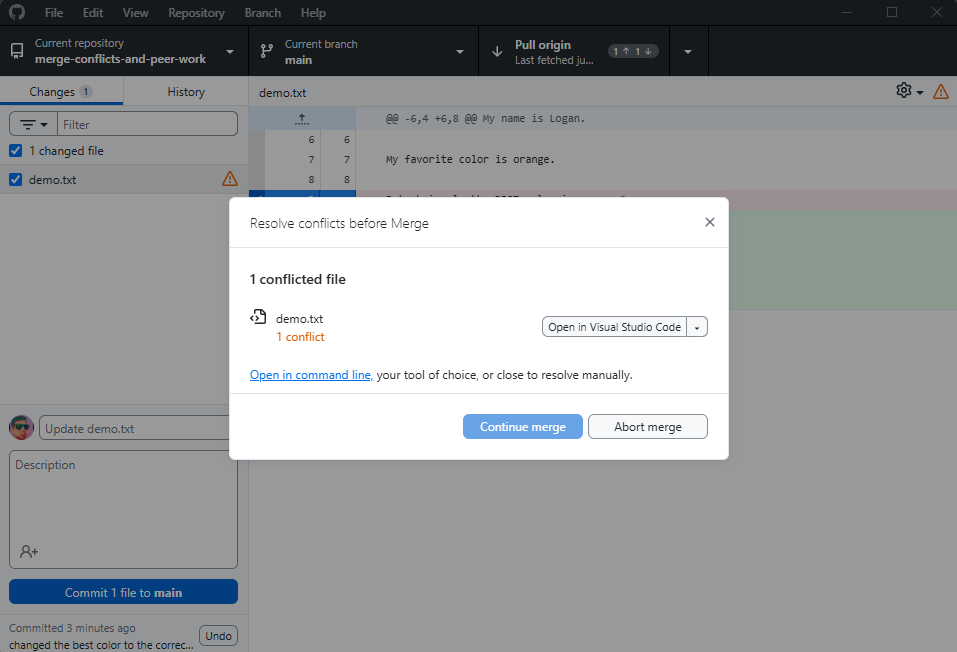 File Edit View Repository Branch Help
Current repository
merge-conflicts-and-peer-work
Current branch
main
Pull origin
Last fetched ju...
1 ↑ 1 ↓
Changes 1 History
demo.txt
Filter
1 changed file
demo.txt
@@ -6,4 +6,8 @@ My name is Logan.
6 6
7 7 My favorite color is orange.
8 8
Resolve conflicts before Merge
1 conflicted file
demo.txt
1 conflict
Open in Visual Studio Code
Open in command line, your tool of choice, or close to resolve manually.
Continue merge Abort merge
Update demo.txt
Description
Commit 1 file to main
Committed 3 minutes ago
changed the best color to the correc...
Undo